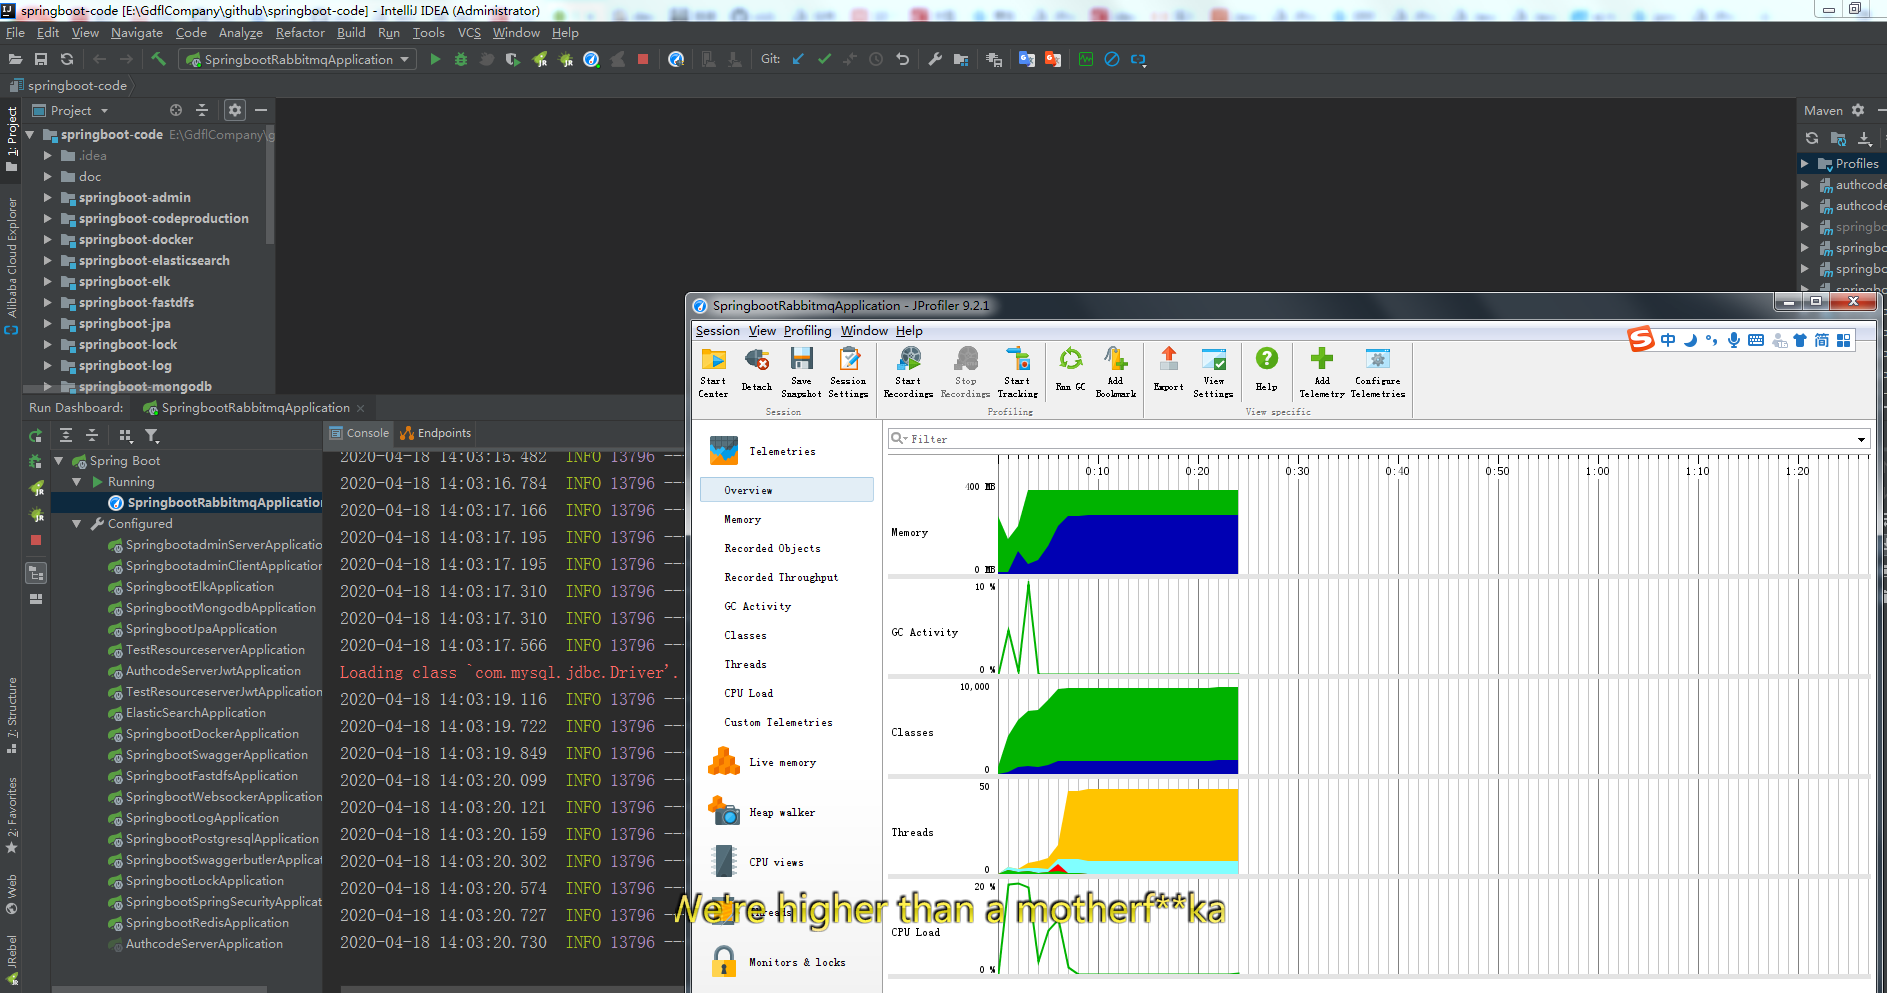 springboot-code [E:\GdflCompany\github\springboot-code] - IntelliJ IDEA (Administrator)
File Edit View Navigate Code Analyze Refactor Build Run Tools VCS Window Help
SpringbootRabbitmqApplication
Git:
springboot-code
1: Project
Alibaba Cloud Explorer
7: Structure
2: Favorites
Web
JRebel
Project
springboot-code E:\GdflCompany\g
.idea
doc
springboot-admin
springboot-codeproduction
springboot-docker
springboot-elasticsearch
springboot-elk
springboot-fastdfs
springboot-jpa
springboot-lock
springboot-log
springboot-mongodb
Maven
Profiles
authcode
authcode
springbo
springbo
springbo
Run Dashboard: SpringbootRabbitmqApplication
Console Endpoints
Spring Boot
Running
SpringbootRabbitmqApplication
Configured
SpringbootadminServerApplicatio
SpringbootadminClientApplication
SpringbootElkApplication
SpringbootMongodbApplication
SpringbootJpaApplication
TestResourceserverApplication
AuthcodeServerJwtApplication
TestResourceserverJwtApplication
ElasticSearchApplication
SpringbootDockerApplication
SpringbootSwaggerApplication
SpringbootFastdfsApplication
SpringbootWebsockerApplication
SpringbootLogApplication
SpringbootPostgresqlApplication
SpringbootSwaggerbutlerApplicat
SpringbootLockApplication
SpringbootSpringSecurityApplicat
SpringbootRedisApplication
AuthcodeServerApplication
2020-04-18 14:03:15.482 INFO 13796 --
2020-04-18 14:03:16.784 INFO 13796 --
2020-04-18 14:03:17.166 INFO 13796 --
2020-04-18 14:03:17.195 INFO 13796 --
2020-04-18 14:03:17.195 INFO 13796 --
2020-04-18 14:03:17.310 INFO 13796 --
2020-04-18 14:03:17.310 INFO 13796 --
2020-04-18 14:03:17.566 INFO 13796 --
Loading class `com.mysql.jdbc.Driver'.
2020-04-18 14:03:19.116 INFO 13796 --
2020-04-18 14:03:19.722 INFO 13796 --
2020-04-18 14:03:19.849 INFO 13796 --
2020-04-18 14:03:20.099 INFO 13796 --
2020-04-18 14:03:20.121 INFO 13796 --
2020-04-18 14:03:20.159 INFO 13796 --
2020-04-18 14:03:20.302 INFO 13796 --
2020-04-18 14:03:20.574 INFO 13796 --
2020-04-18 14:03:20.727 INFO 13796 --
2020-04-18 14:03:20.730 INFO 13796 --
SpringbootRabbitmqApplication - JProfiler 9.2.1
Session View Profiling Window Help
中 简
Start Center
Detach
Save Snapshot
Session Settings
Start Recordings
Stop Recordings
Start Tracking
Run GC
Add Bookmark
Export
View Settings
Help
Add Telemetry
Configure Telemetries
Session Profiling View specific
Telemetries
Overview
Memory
Recorded Objects
Recorded Throughput
GC Activity
Classes
Threads
CPU Load
Custom Telemetries
Live memory
Heap walker
CPU views
Threads
Monitors & locks
Filter
0:10 0:20 0:30 0:40 0:50 1:00 1:10 1:20
400 MB
Memory
0 MB
10 %
GC Activity
0 %
10,000
Classes
0
50
Threads
0
20 %
CPU Load
0 %
We're higher than a motherf**ka